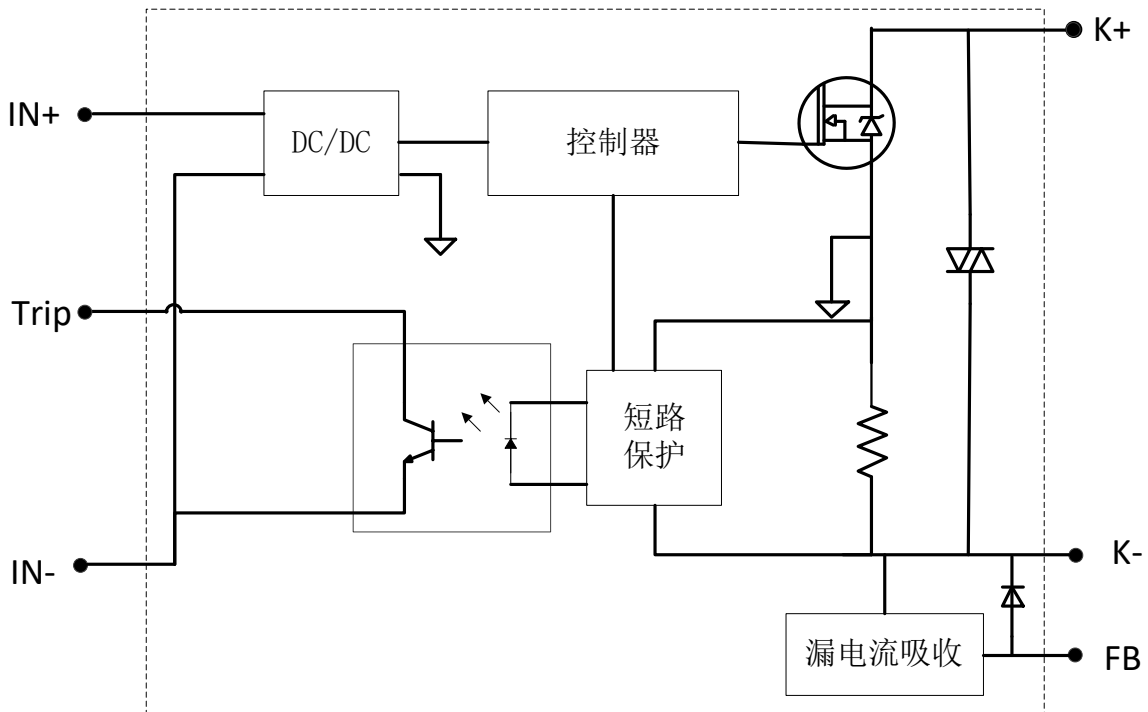 K+
IN+
DC/DC
控制器
Trip
短路
保护
IN-
K-
漏电流吸收
FB